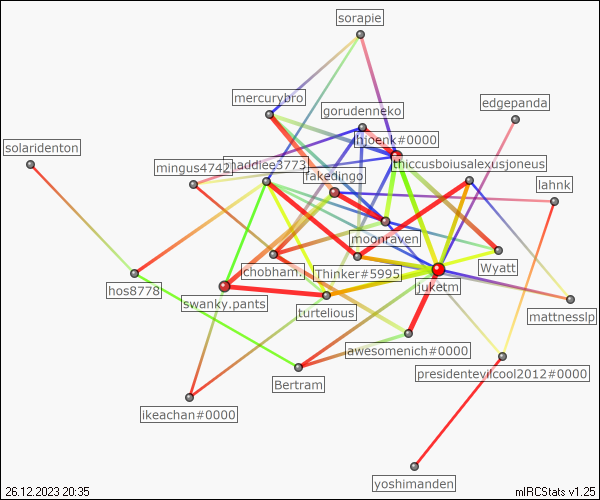 sorapie
mercurybro
gorudenneko
edgepanda
hjoenk#0000
solaridenton
mingus4742
haddiee3773
thiccusboiusalexusjoneus
fakedingo
lahnk
moonraven
chobham.
Thinker#5995
Wyatt
hos8778
swanky.pants
juketm
turtelious
mattnesslp
awesomenich#0000
presidentevilcool2012#0000
Bertram
ikeachan#0000
yoshimanden
26.12.2023 20:35
mIRCStats v1.25